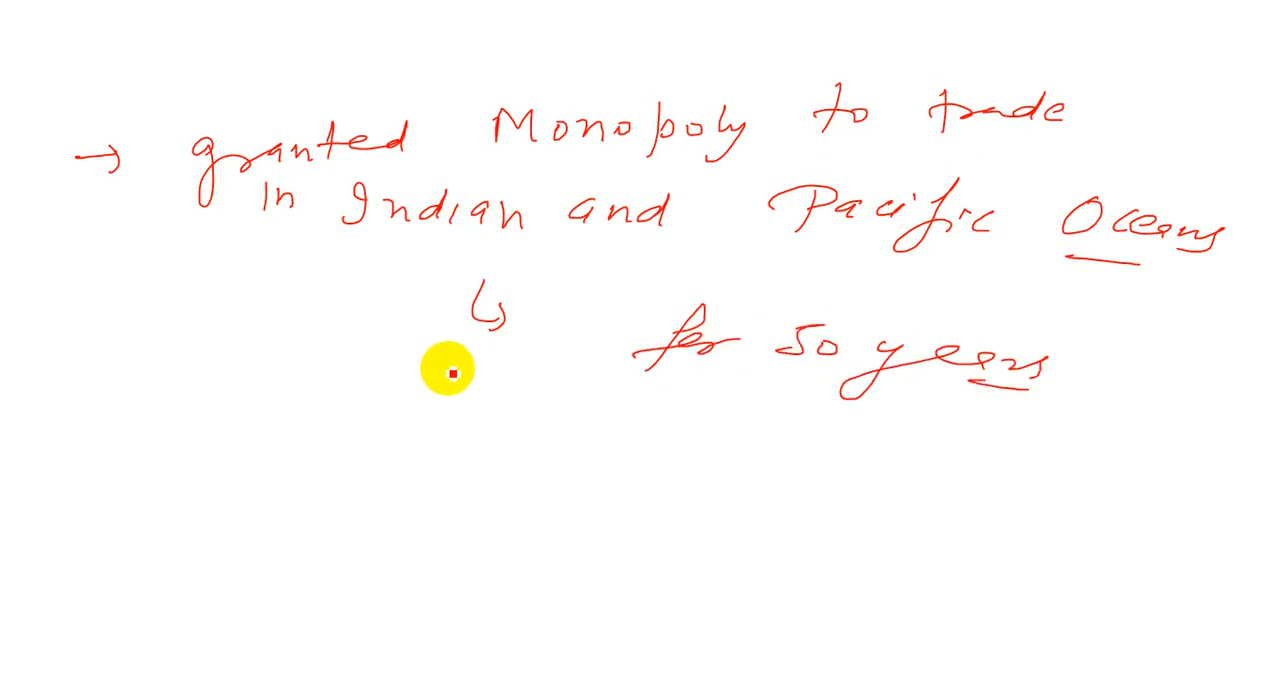 → granted Monopoly to trade
in Indian and Pacific Oceans
↳ for 50 years